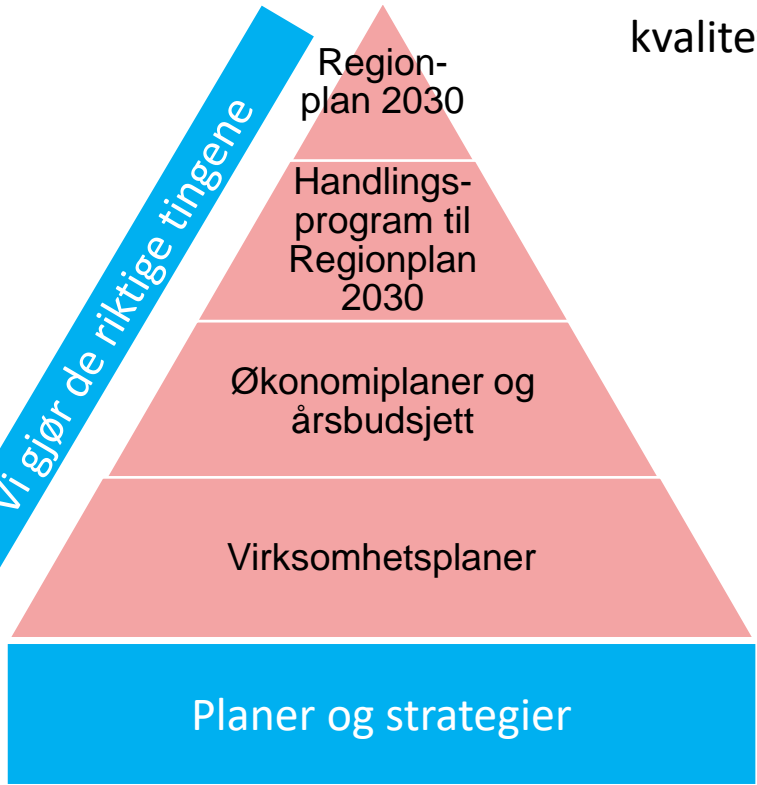 kvalite
Region-
plan 2030
Handlings-
program til
Regionplan
2030
Økonomiplaner og
årsbudsjett
Virksomhetsplaner
Vi gjør de riktige tingene
Planer og strategier